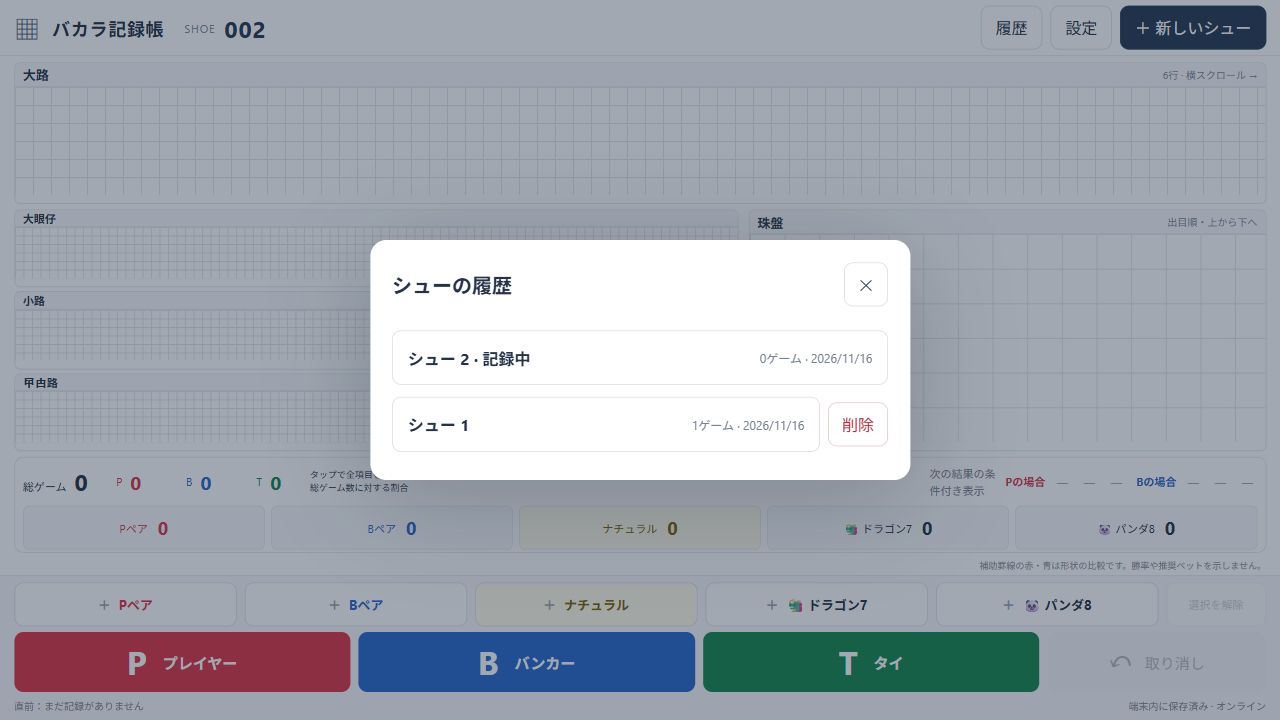 バカラ記録帳 SHOE 002 履歴 設定 ＋ 新しいシュー
大路 6行・横スクロール →
大眼仔 珠盤 出目順・上から下へ
小路
甲甴路
シューの履歴 ×
シュー 2 · 記録中 0ゲーム · 2026/11/16
シュー 1 1ゲーム · 2026/11/16 削除
総ゲーム 0 P 0 B 0 T 0
タップで全項目
総ゲーム数に対する割合
次の結果の条
件付き表示
Pの場合 — — — Bの場合 — — —
Pペア 0 Bペア 0 ナチュラル 0 🐲 ドラゴン7 0 🐼 パンダ8 0
補助罫線の赤・青は形状の比較です。勝率や推奨ベットを示しません。
＋ Pペア ＋ Bペア ＋ ナチュラル ＋ 🐲 ドラゴン7 ＋ 🐼 パンダ8 選択を解除
P プレイヤー B バンカー T タイ 取り消し
直前：まだ記録がありません 端末内に保存済み · オンライン